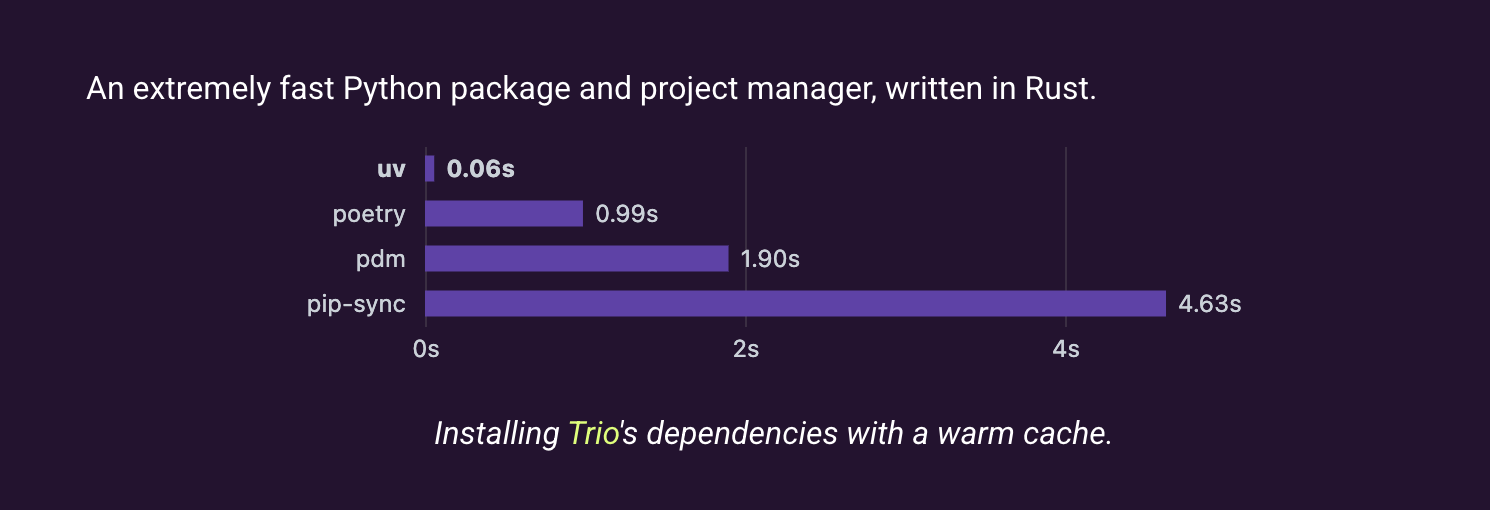 An extremely fast Python package and project manager, written in Rust.
uv 0.06s
poetry 0.99s
pdm 1.90s
pip-sync 4.63s
0s 2s 4s
Installing Trio's dependencies with a warm cache.